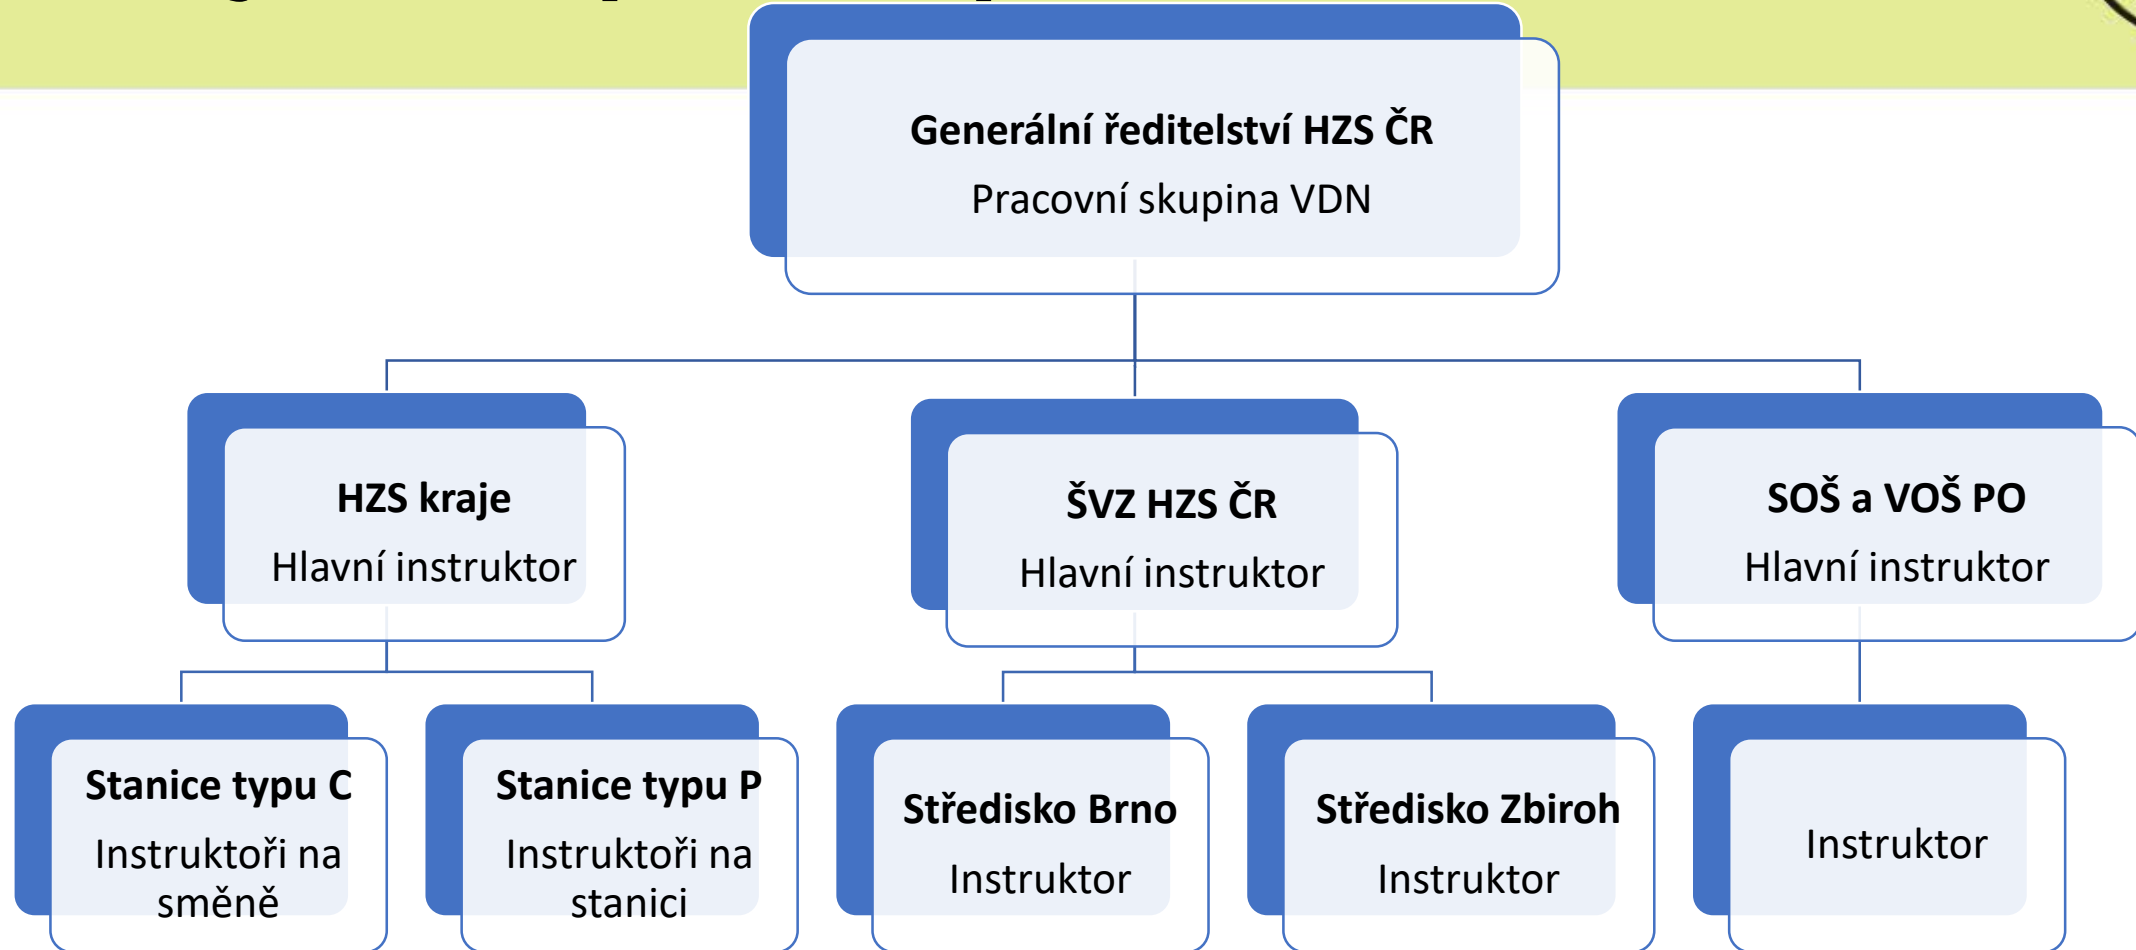 Generální ředitelství HZS ČR
Pracovní skupina VDN
HZS kraje
Hlavní instruktor
ŠVZ HZS ČR
Hlavní instruktor
SOŠ a VOŠ PO
Hlavní instruktor
Stanice typu C
Instruktoři na
směně
Stanice typu P
Instruktoři na
stanici
Středisko Brno
Instruktor
Středisko Zbiroh
Instruktor
Instruktor